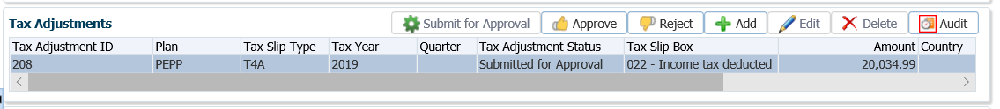 Tax Adjustments Submit for Approval Approve Reject Add Edit Delete Audit
Tax Adjustment ID Plan Tax Slip Type Tax Year Quarter Tax Adjustment Status Tax Slip Box Amount Country
208 PEPP T4A 2019 Submitted for Approval 022 - Income tax deducted 20,034.99